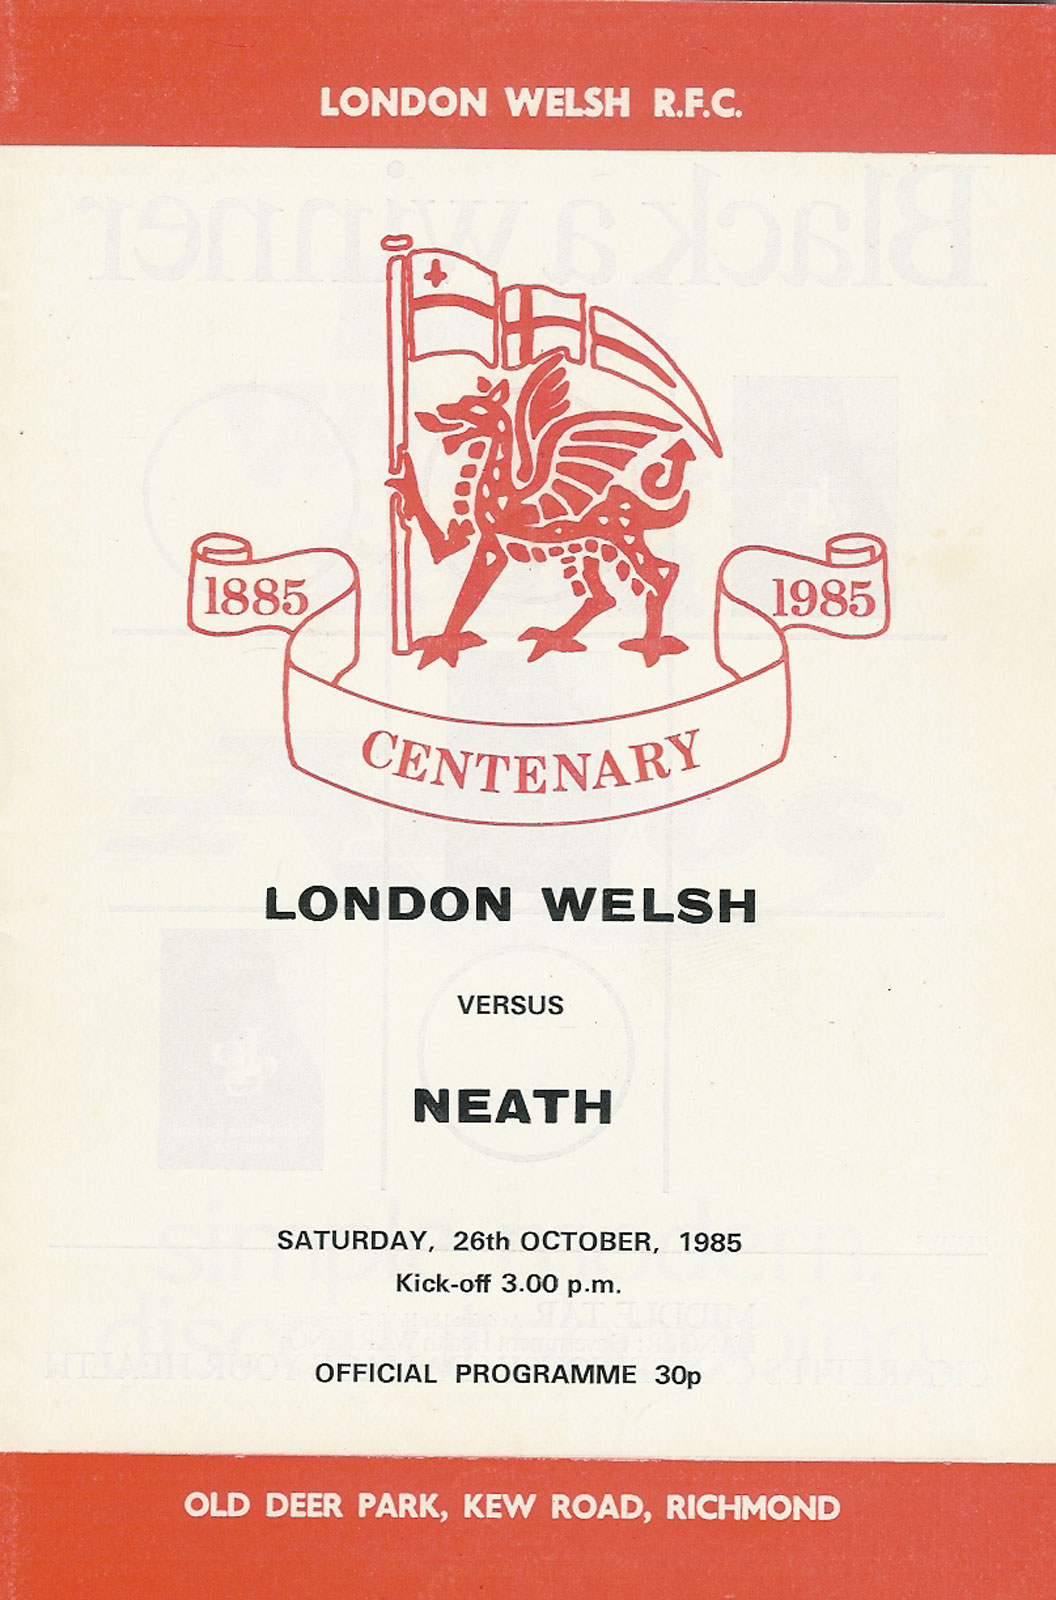 LONDON WELSH R.F.C.
1885
1985
CENTENARY
LONDON WELSH
VERSUS
NEATH
SATURDAY, 26th OCTOBER, 1985
Kick-off 3.00 p.m.
OFFICIAL PROGRAMME 30p
OLD DEER PARK, KEW ROAD, RICHMOND